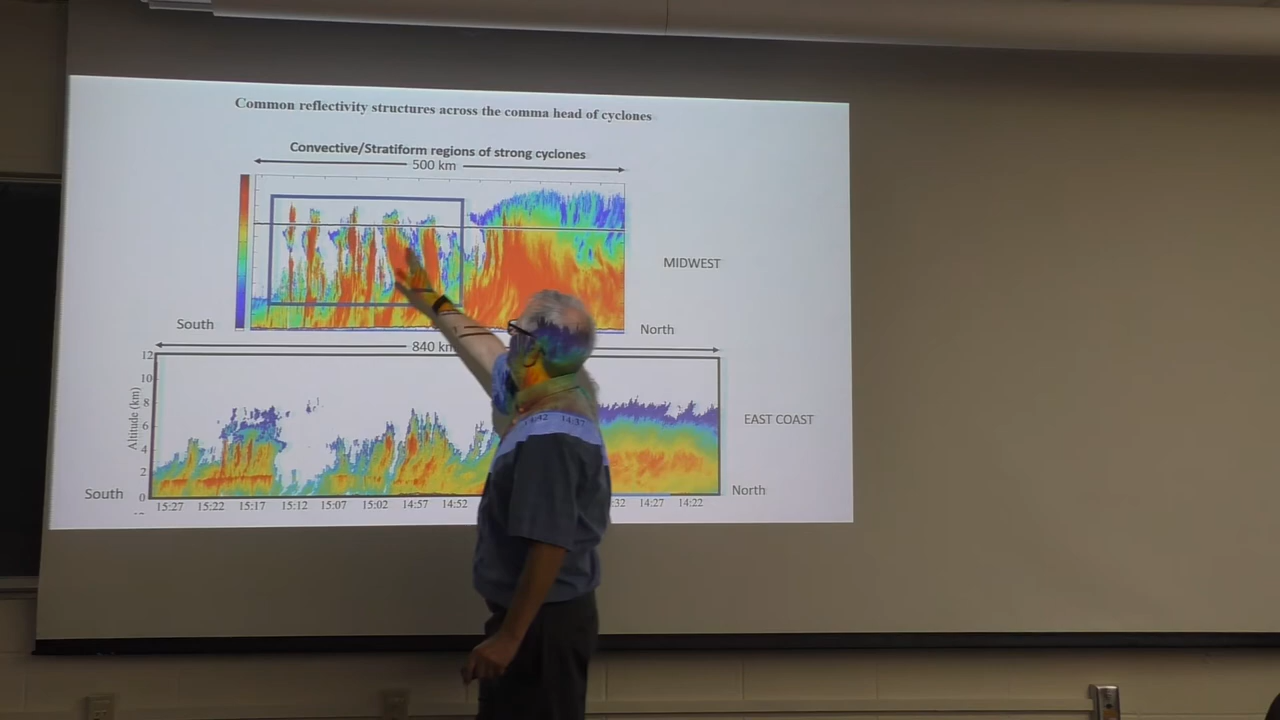 Common reflectivity structures across the comma head of cyclones
Convective/Stratiform regions of strong cyclones
500 km
MIDWEST
South
North
840 km
12
10
8
6
4
2
0
Altitude (km)
EAST COAST
South
North
15:27 15:22 15:17 15:12 15:07 15:02 14:57 14:52 :32 14:27 14:22
14:42 14:37